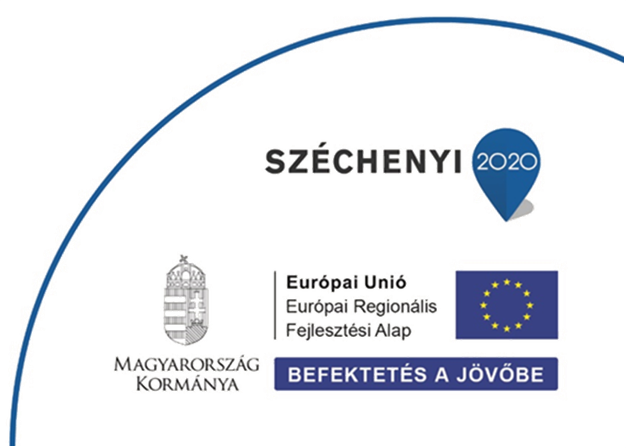 SZÉCHENYI 2020
Európai Unió
Európai Regionális
Fejlesztési Alap
MAGYARORSZÁG
KORMÁNYA
BEFEKTETÉS A JÖVŐBE